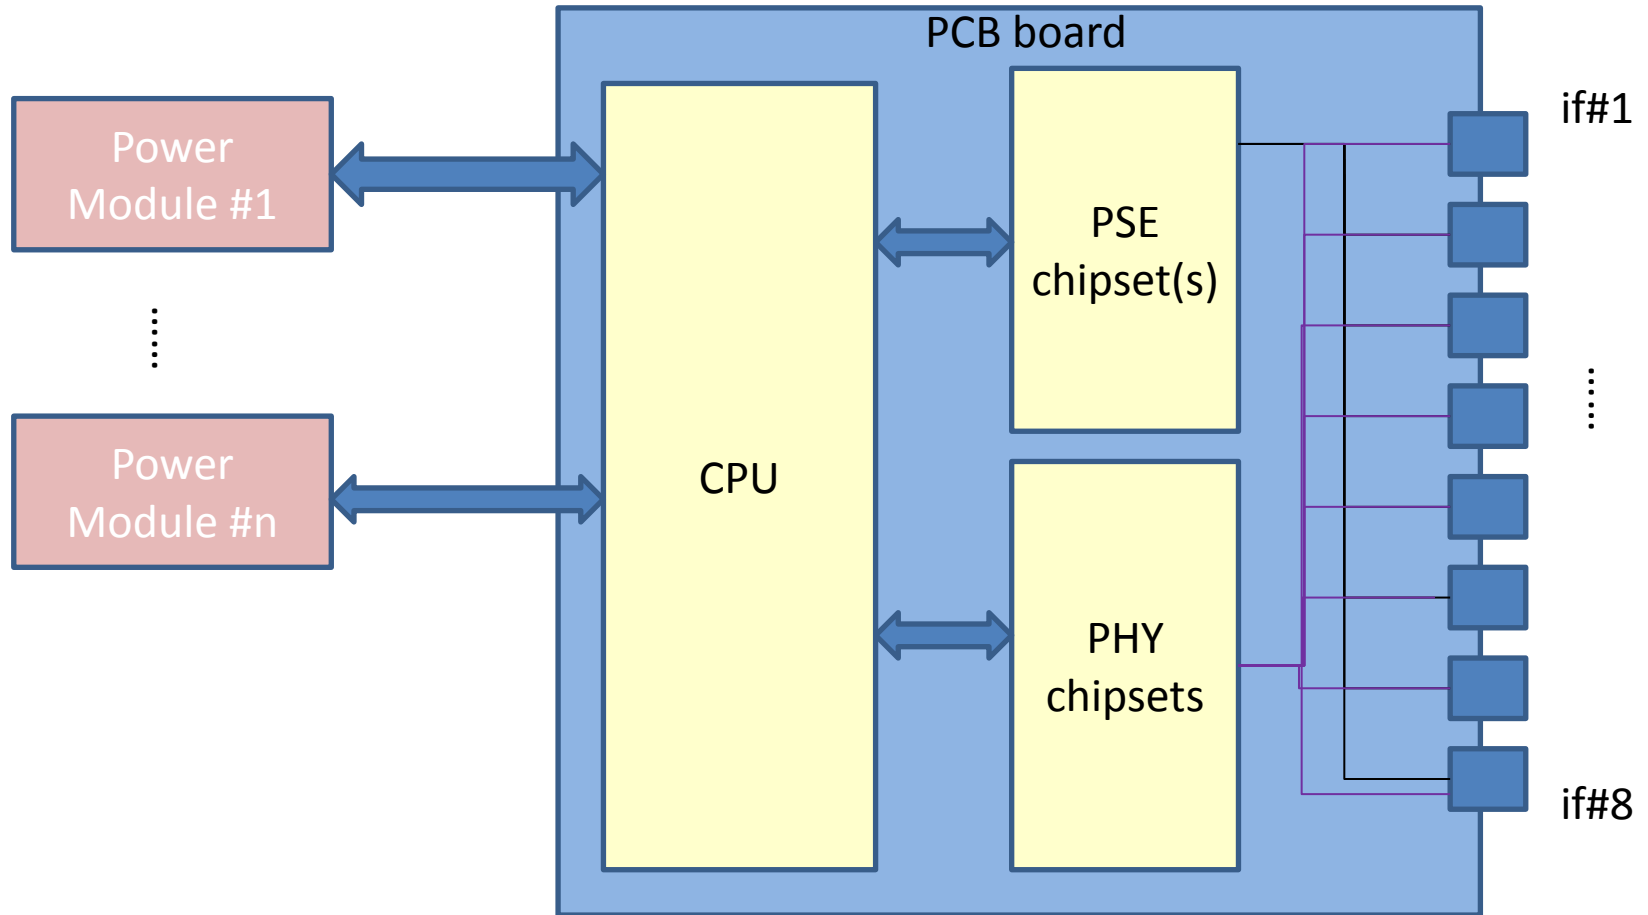 PCB board
Power
Module #1
......
Power
Module #n
CPU
PSE
chipset(s)
PHY
chipsets
if#1
......
if#8